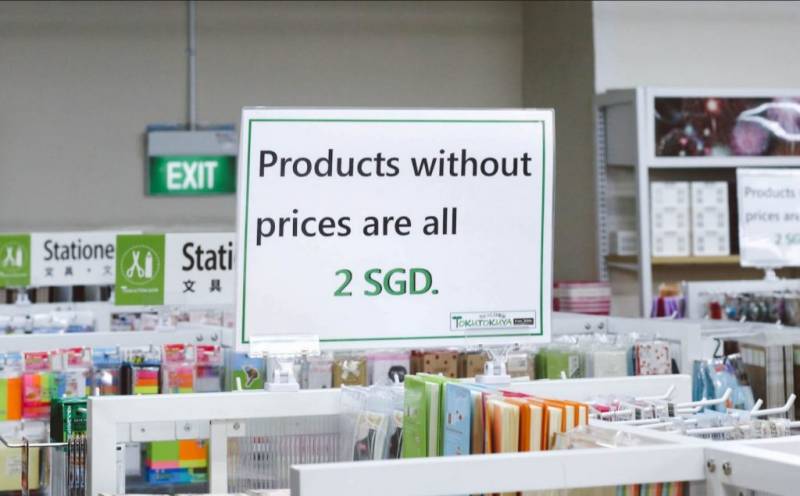 Products without
prices are all
2 SGD.
TOKUTOKUYA
EXIT
Statione
文具・文
Stati
文具
Products
prices are
2 SG